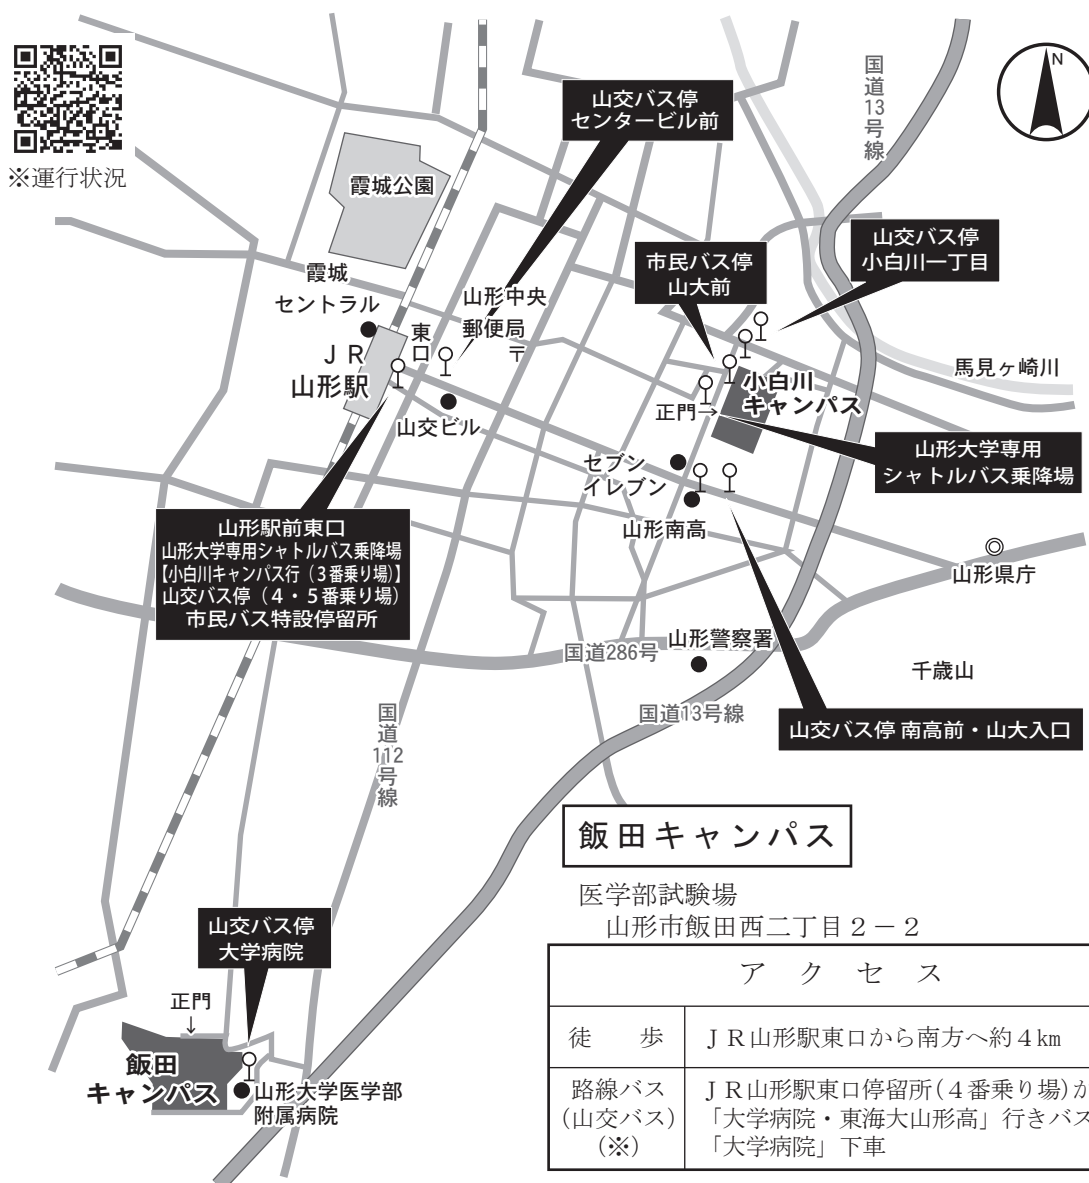 ※運行状況
N
国道13号線
山交バス停
センタービル前
霞城公園
山交バス停
小白川一丁目
市民バス停
山大前
霞城
セントラル
山形中央
郵便局
〒
東口
ＪＲ
山形駅
山交ビル
小白川
キャンパス
正門→
馬見ヶ崎川
山形大学専用
シャトルバス乗降場
セブン
イレブン
山形南高
山形駅前東口
山形大学専用シャトルバス乗降場
【小白川キャンパス行（３番乗り場）】
山交バス停（４・５番乗り場）
市民バス特設停留所
山形県庁
国道286号
山形警察署
千歳山
国道13号線
国道112号線
山交バス停 南高前・山大入口
飯田キャンパス
医学部試験場
山形市飯田西二丁目２－２
アクセス
徒　歩
ＪＲ山形駅東口から南方へ約４km
路線バス
(山交バス)
(※)
ＪＲ山形駅東口停留所(４番乗り場)か
「大学病院・東海大山形高」行きバス
「大学病院」下車
山交バス停
大学病院
正門
↓
飯田
キャンパス
山形大学医学部
附属病院